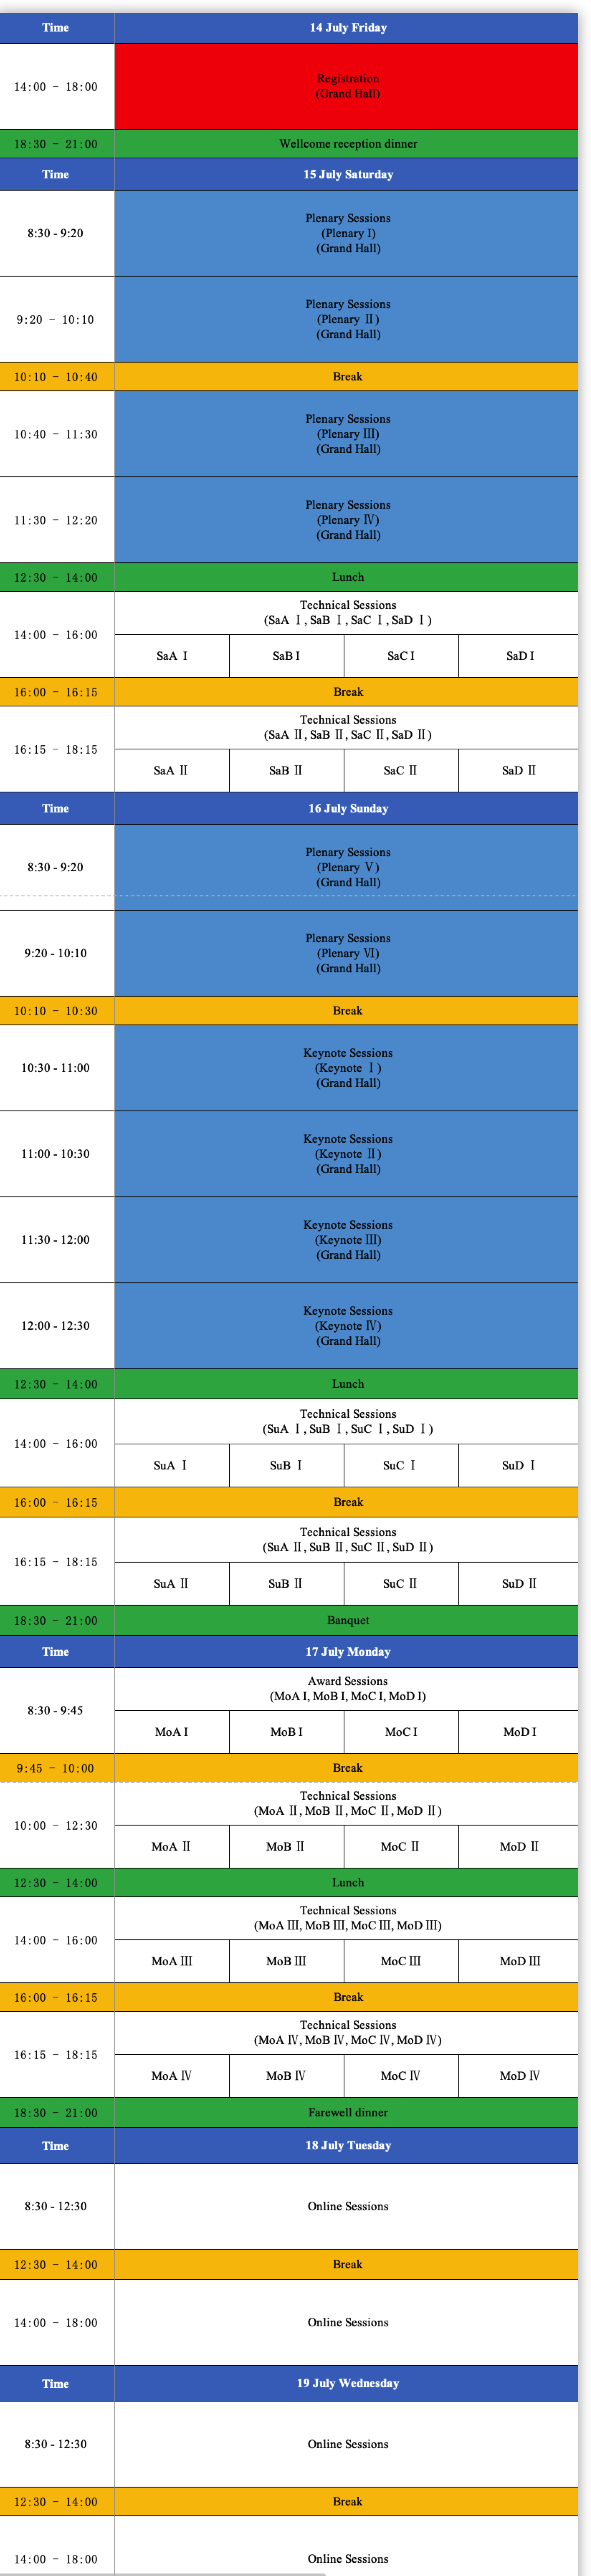 Time 14 July Friday
14:00 - 18:00 Registration
(Grand Hall)
18:30 - 21:00 Wellcome reception dinner
Time 15 July Saturday
8:30 - 9:20 Plenary Sessions
(Plenary I)
(Grand Hall)
9:20 - 10:10 Plenary Sessions
(Plenary Ⅱ)
(Grand Hall)
10:10 - 10:40 Break
10:40 - 11:30 Plenary Sessions
(Plenary Ⅲ)
(Grand Hall)
11:30 - 12:20 Plenary Sessions
(Plenary Ⅳ)
(Grand Hall)
12:30 - 14:00 Lunch
14:00 - 16:00 Technical Sessions
(SaA Ⅰ, SaB Ⅰ, SaC Ⅰ, SaD Ⅰ)
SaA Ⅰ SaB I SaC I SaD I
16:00 - 16:15 Break
16:15 - 18:15 Technical Sessions
(SaA Ⅱ, SaB Ⅱ, SaC Ⅱ, SaD Ⅱ)
SaA Ⅱ SaB Ⅱ SaC Ⅱ SaD Ⅱ
Time 16 July Sunday
8:30 - 9:20 Plenary Sessions
(Plenary Ⅴ)
(Grand Hall)
9:20 - 10:10 Plenary Sessions
(Plenary Ⅵ)
(Grand Hall)
10:10 - 10:30 Break
10:30 - 11:00 Keynote Sessions
(Keynote Ⅰ)
(Grand Hall)
11:00 - 10:30 Keynote Sessions
(Keynote Ⅱ)
(Grand Hall)
11:30 - 12:00 Keynote Sessions
(Keynote Ⅲ)
(Grand Hall)
12:00 - 12:30 Keynote Sessions
(Keynote Ⅳ)
(Grand Hall)
12:30 - 14:00 Lunch
14:00 - 16:00 Technical Sessions
(SuA Ⅰ, SuB Ⅰ, SuC Ⅰ, SuD Ⅰ)
SuA Ⅰ SuB Ⅰ SuC Ⅰ SuD Ⅰ
16:00 - 16:15 Break
16:15 - 18:15 Technical Sessions
(SuA Ⅱ, SuB Ⅱ, SuC Ⅱ, SuD Ⅱ)
SuA Ⅱ SuB Ⅱ SuC Ⅱ SuD Ⅱ
18:30 - 21:00 Banquet
Time 17 July Monday
8:30 - 9:45 Award Sessions
(MoA I, MoB I, MoC I, MoD I)
MoA I MoB I MoC I MoD I
9:45 - 10:00 Break
10:00 - 12:30 Technical Sessions
(MoA Ⅱ, MoB Ⅱ, MoC Ⅱ, MoD Ⅱ)
MoA Ⅱ MoB Ⅱ MoC Ⅱ MoD Ⅱ
12:30 - 14:00 Lunch
14:00 - 16:00 Technical Sessions
(MoA Ⅲ, MoB Ⅲ, MoC Ⅲ, MoD Ⅲ)
MoA Ⅲ MoB Ⅲ MoC Ⅲ MoD Ⅲ
16:00 - 16:15 Break
16:15 - 18:15 Technical Sessions
(MoA Ⅳ, MoB Ⅳ, MoC Ⅳ, MoD Ⅳ)
MoA Ⅳ MoB Ⅳ MoC Ⅳ MoD Ⅳ
18:30 - 21:00 Farewell dinner
Time 18 July Tuesday
8:30 - 12:30 Online Sessions
12:30 - 14:00 Break
14:00 - 18:00 Online Sessions
Time 19 July Wednesday
8:30 - 12:30 Online Sessions
12:30 - 14:00 Break
14:00 - 18:00 Online Sessions